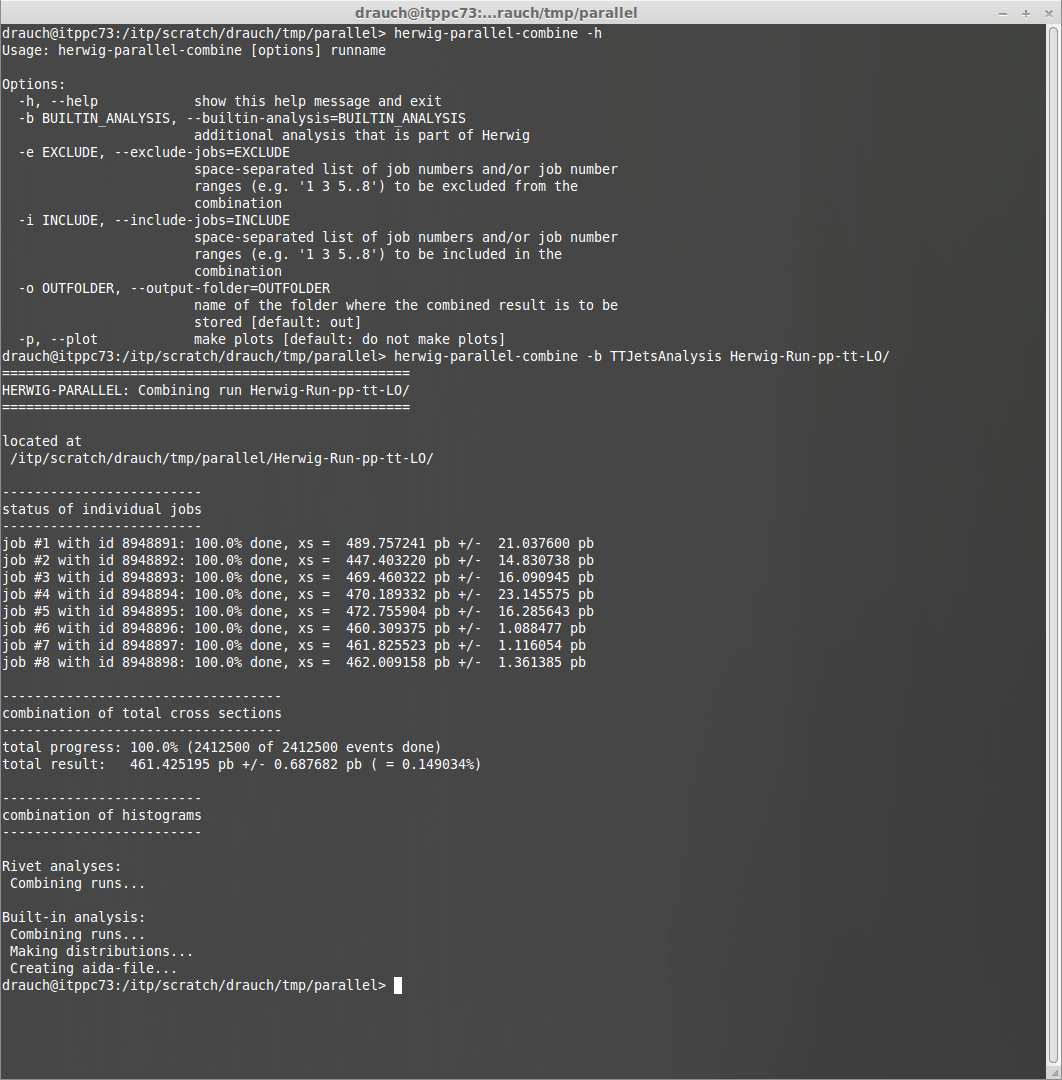 drauch@itppc73:...rauch/tmp/parallel
drauch@itppc73:/itp/scratch/drauch/tmp/parallel> herwig-parallel-combine -h
Usage: herwig-parallel-combine [options] runname
Options:
  -h, --help            show this help message and exit
  -b BUILTIN_ANALYSIS, --builtin-analysis=BUILTIN_ANALYSIS
                        additional analysis that is part of Herwig
  -e EXCLUDE, --exclude-jobs=EXCLUDE
                        space-separated list of job numbers and/or job number
                        ranges (e.g. '1 3 5..8') to be excluded from the
                        combination
  -i INCLUDE, --include-jobs=INCLUDE
                        space-separated list of job numbers and/or job number
                        ranges (e.g. '1 3 5..8') to be included in the
                        combination
  -o OUTFOLDER, --output-folder=OUTFOLDER
                        name of the folder where the combined result is to be
                        stored [default: out]
  -p, --plot            make plots [default: do not make plots]
drauch@itppc73:/itp/scratch/drauch/tmp/parallel> herwig-parallel-combine -b TTJetsAnalysis Herwig-Run-pp-tt-LO/
===================================================
HERWIG-PARALLEL: Combining run Herwig-Run-pp-tt-LO/
===================================================
located at
 /itp/scratch/drauch/tmp/parallel/Herwig-Run-pp-tt-LO/
-------------------------
status of individual jobs
-------------------------
job #1 with id 8948891: 100.0% done, xs =  489.757241 pb +/-  21.037600 pb
job #2 with id 8948892: 100.0% done, xs =  447.403220 pb +/-  14.830738 pb
job #3 with id 8948893: 100.0% done, xs =  469.460322 pb +/-  16.090945 pb
job #4 with id 8948894: 100.0% done, xs =  470.189332 pb +/-  23.145575 pb
job #5 with id 8948895: 100.0% done, xs =  472.755904 pb +/-  16.285643 pb
job #6 with id 8948896: 100.0% done, xs =  460.309375 pb +/-  1.088477 pb
job #7 with id 8948897: 100.0% done, xs =  461.825523 pb +/-  1.116054 pb
job #8 with id 8948898: 100.0% done, xs =  462.009158 pb +/-  1.361385 pb
-----------------------------------
combination of total cross sections
-----------------------------------
total progress: 100.0% (2412500 of 2412500 events done)
total result:   461.425195 pb +/- 0.687682 pb ( = 0.149034%)
-------------------------
combination of histograms
-------------------------
Rivet analyses:
 Combining runs...
Built-in analysis:
 Combining runs...
 Making distributions...
 Creating aida-file...
drauch@itppc73:/itp/scratch/drauch/tmp/parallel>